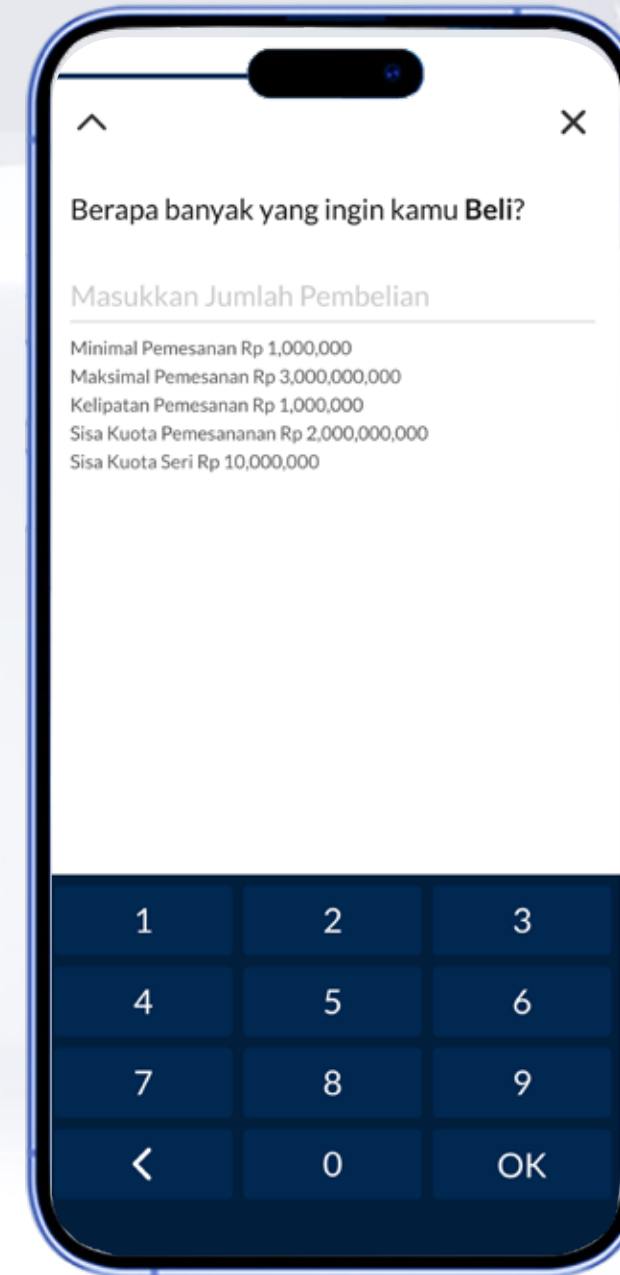 Berapa banyak yang ingin kamu Beli?
Masukkan Jumlah Pembelian
Minimal Pemesanan Rp 1,000,000
Maksimal Pemesanan Rp 3,000,000,000
Kelipatan Pemesanan Rp 1,000,000
Sisa Kuota Pemesananan Rp 2,000,000,000
Sisa Kuota Seri Rp 10,000,000
1 2 3
4 5 6
7 8 9
0 OK